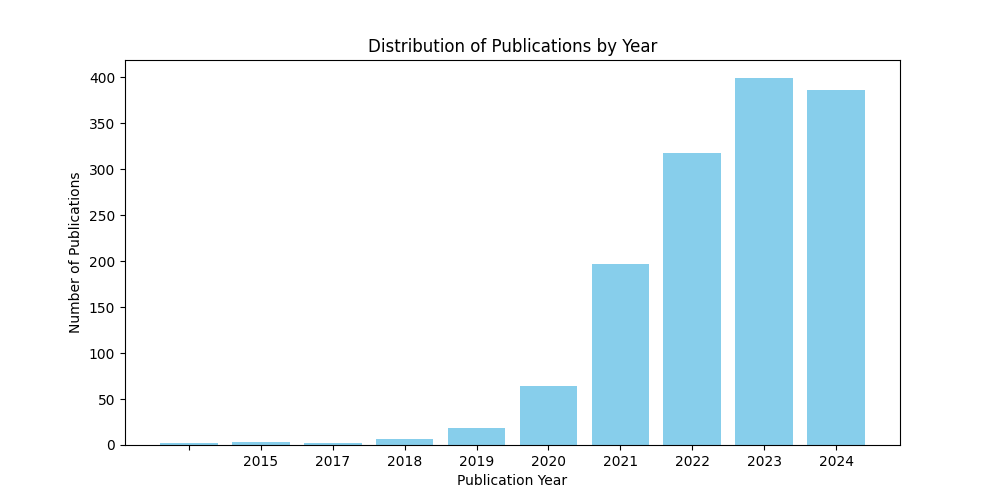 Distribution of Publications by Year
Number of Publications
400
350
300
250
200
150
100
50
0
2015 2017 2018 2019 2020 2021 2022 2023 2024
Publication Year